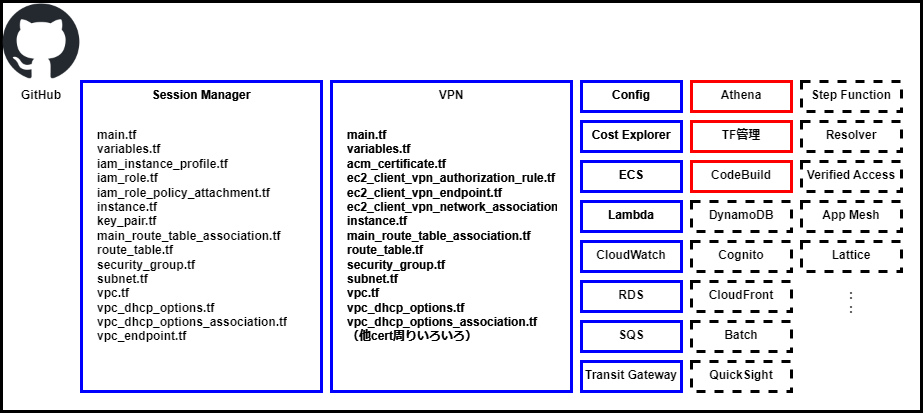 GitHub
Session Manager
main.tf
variables.tf
iam_instance_profile.tf
iam_role.tf
iam_role_policy_attachment.tf
instance.tf
key_pair.tf
main_route_table_association.tf
route_table.tf
security_group.tf
subnet.tf
vpc.tf
vpc_dhcp_options.tf
vpc_dhcp_options_association.tf
vpc_endpoint.tf
VPN
main.tf
variables.tf
acm_certificate.tf
ec2_client_vpn_authorization_rule.tf
ec2_client_vpn_endpoint.tf
ec2_client_vpn_network_association
instance.tf
main_route_table_association.tf
route_table.tf
security_group.tf
subnet.tf
vpc.tf
vpc_dhcp_options.tf
vpc_dhcp_options_association.tf
（他cert周りいろいろ）
Config
Cost Explorer
ECS
Lambda
CloudWatch
RDS
SQS
Transit Gateway
Athena
TF管理
CodeBuild
DynamoDB
Cognito
CloudFront
Batch
QuickSight
Step Function
Resolver
Verified Access
App Mesh
Lattice
：
：